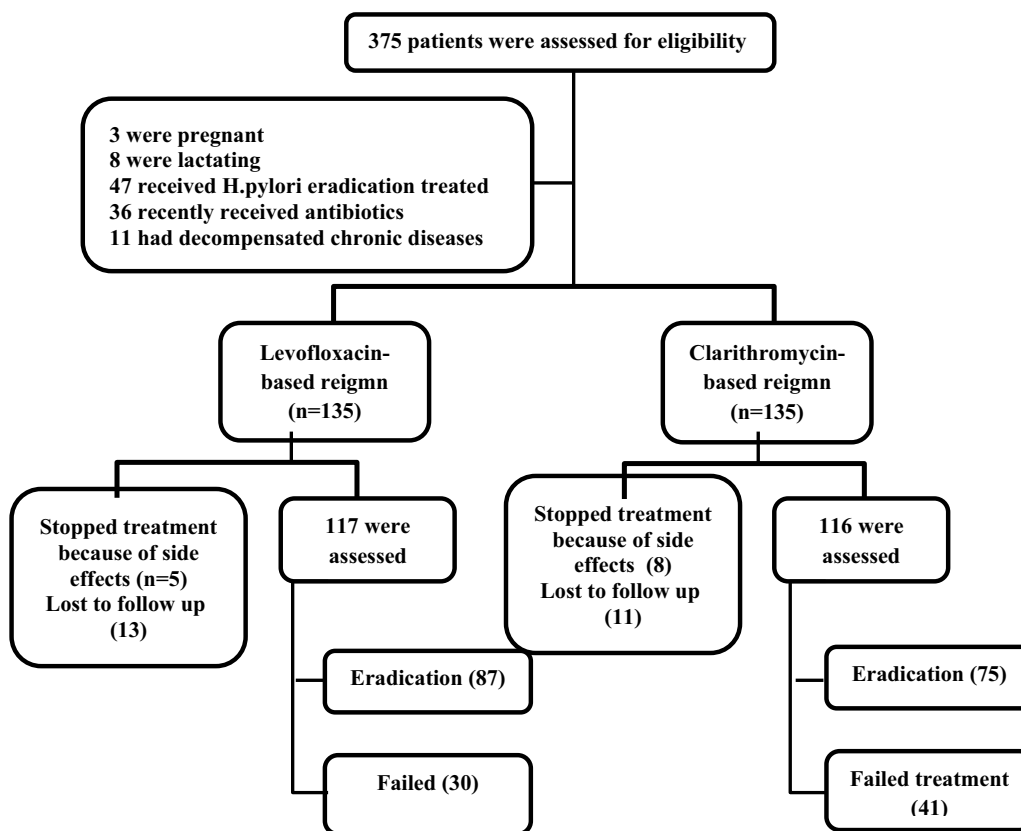 375 patients were assessed for eligibility
3 were pregnant
8 were lactating
47 received H.pylori eradication treated
36 recently received antibiotics
11 had decompensated chronic diseases
Levofloxacin-
based reigmn
(n=135)
Clarithromycin-
based reigmn
(n=135)
Stopped treatment
because of side
effects (n=5)
Lost to follow up
(13)
117 were
assessed
Stopped treatment
because of side
effects (8)
Lost to follow up
(11)
116 were
assessed
Eradication (87)
Failed (30)
Eradication (75)
Failed treatment
(41)